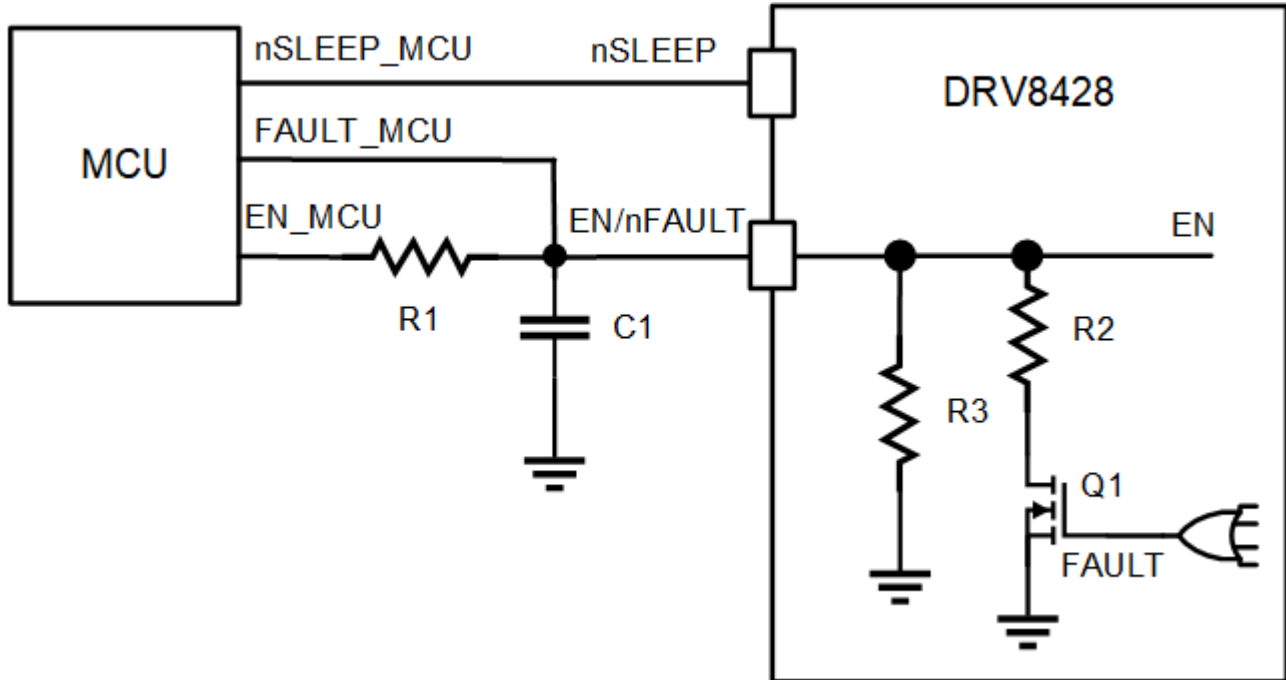 nSLEEP_MCU
nSLEEP
DRV8428
FAULT_MCU
MCU
EN_MCU
EN/nFAULT
EN
R1
C1
R2
R3
Q1
FAULT